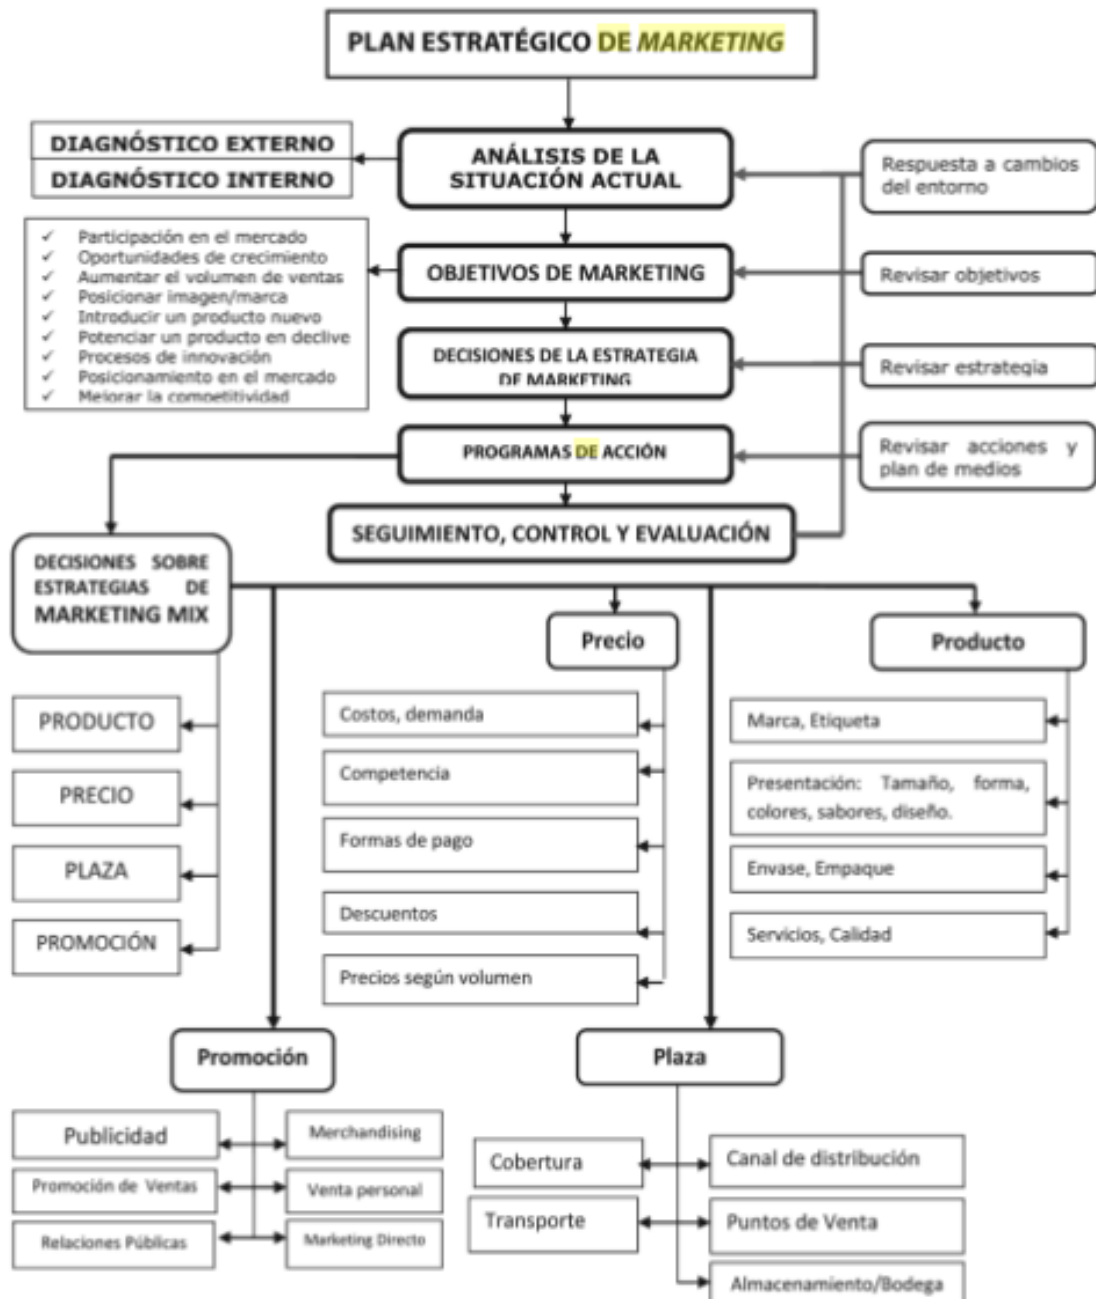 PLAN ESTRATÉGICO DE MARKETING
DIAGNÓSTICO EXTERNO
DIAGNÓSTICO INTERNO
ANÁLISIS DE LA
SITUACIÓN ACTUAL
Respuesta a cambios
del entorno
✓ Participación en el mercado
✓ Oportunidades de crecimiento
✓ Aumentar el volumen de ventas
✓ Posicionar imagen/marca
✓ Introducir un producto nuevo
✓ Potenciar un producto en declive
✓ Procesos de innovación
✓ Posicionamiento en el mercado
✓ Mejorar la competitividad
OBJETIVOS DE MARKETING
Revisar objetivos
DECISIONES DE LA ESTRATEGIA
DE MARKETING
Revisar estrategia
PROGRAMAS DE ACCIÓN
Revisar acciones y
plan de medios
SEGUIMIENTO, CONTROL Y EVALUACIÓN
DECISIONES SOBRE
ESTRATEGIAS DE
MARKETING MIX
PRODUCTO
PRECIO
PLAZA
PROMOCIÓN
Precio
Costos, demanda
Competencia
Formas de pago
Descuentos
Precios según volumen
Producto
Marca, Etiqueta
Presentación: Tamaño, forma,
colores, sabores, diseño.
Envase, Empaque
Servicios, Calidad
Promoción
Publicidad
Merchandising
Promoción de Ventas
Venta personal
Relaciones Públicas
Marketing Directo
Plaza
Cobertura
Canal de distribución
Transporte
Puntos de Venta
Almacenamiento/Bodega